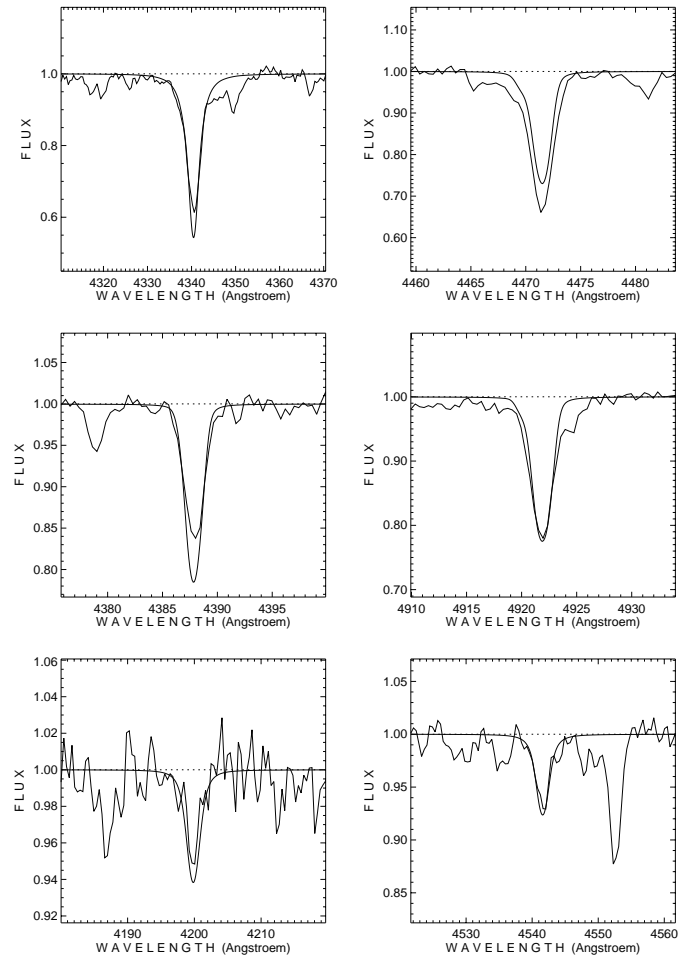 1.0
0.8
0.6
FLUX
4320 4330 4340 4350 4360 4370
WAVELENGTH (Angstroem)
1.10
1.00
0.90
0.80
0.70
0.60
FLUX
4460 4465 4470 4475 4480
WAVELENGTH (Angstroem)
1.05
1.00
0.95
0.90
0.85
0.80
FLUX
4380 4385 4390 4395
WAVELENGTH (Angstroem)
1.00
0.90
0.80
0.70
FLUX
4910 4915 4920 4925 4930
WAVELENGTH (Angstroem)
1.06
1.04
1.02
1.00
0.98
0.96
0.94
0.92
FLUX
4190 4200 4210
WAVELENGTH (Angstroem)
1.05
1.00
0.95
0.90
0.85
FLUX
4530 4540 4550 4560
WAVELENGTH (Angstroem)